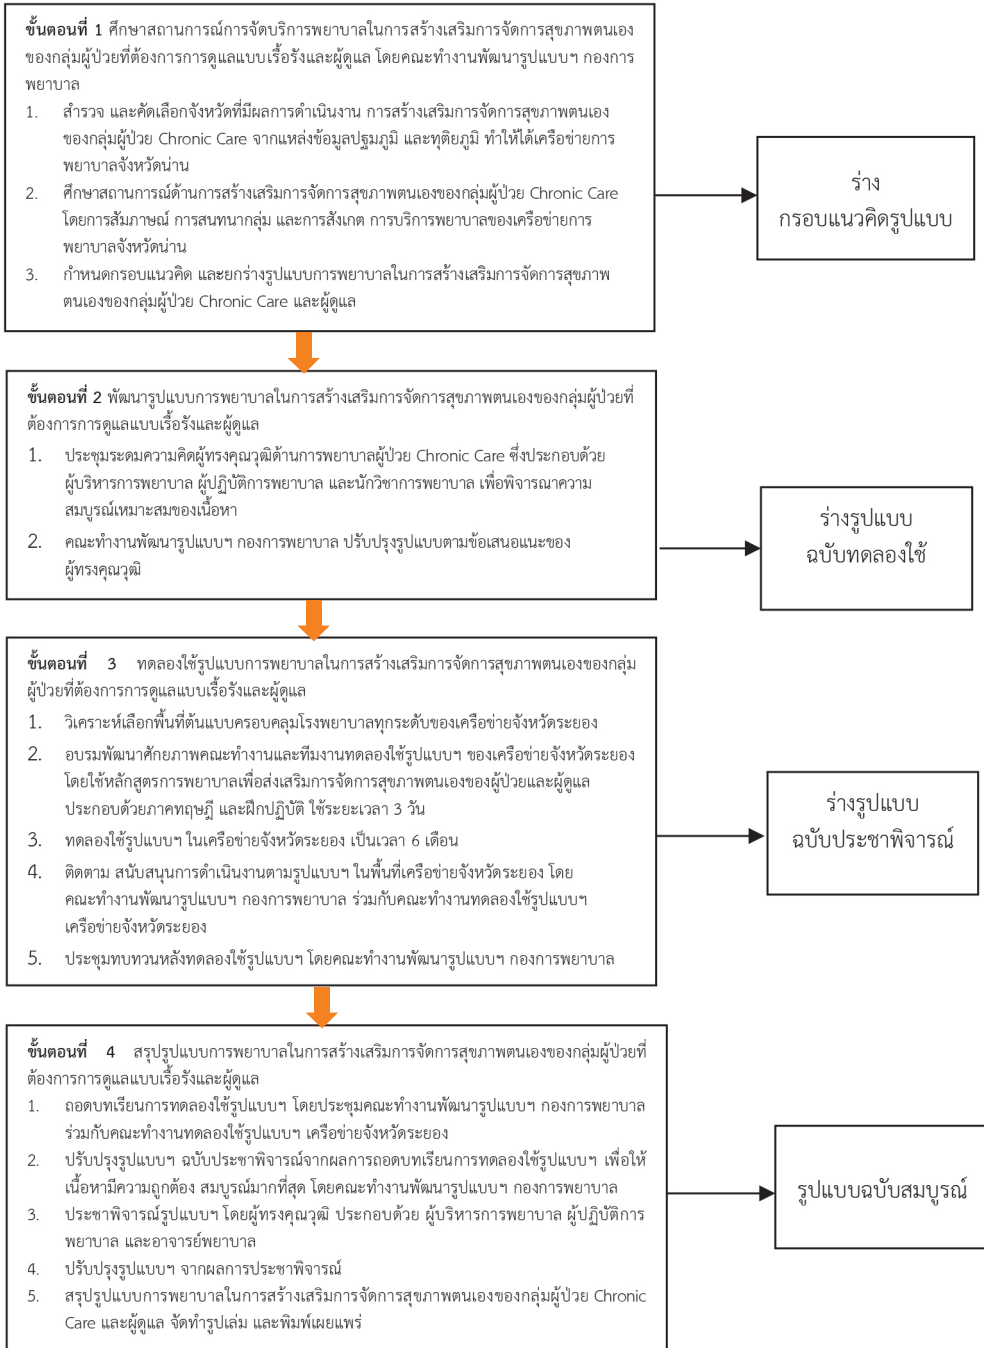 ขั้นตอนที่ 1 ศึกษาสถานการณ์การจัดบริการพยาบาลในการสร้างเสริมการจัดการสุขภาพตนเอง
ของกลุ่มผู้ป่วยที่ต้องการการดูแลแบบเรื้อรังและผู้ดูแล โดยคณะทำงานพัฒนารูปแบบฯ กองการ
พยาบาล
1. สำรวจ และคัดเลือกจังหวัดที่มีผลการดำเนินงาน การสร้างเสริมการจัดการสุขภาพตนเอง
ของกลุ่มผู้ป่วย Chronic Care จากแหล่งข้อมูลปฐมภูมิ และทุติยภูมิ ทำให้ได้เครือข่ายการ
พยาบาลจังหวัดน่าน
2. ศึกษาสถานการณ์ด้านการสร้างเสริมการจัดการสุขภาพตนเองของกลุ่มผู้ป่วย Chronic Care
โดยการสัมภาษณ์ การสนทนากลุ่ม และการสังเกต การบริการพยาบาลของเครือข่ายการ
พยาบาลจังหวัดน่าน
3. กำหนดกรอบแนวคิด และยกร่างรูปแบบการพยาบาลในการสร้างเสริมการจัดการสุขภาพ
ตนเองของกลุ่มผู้ป่วย Chronic Care และผู้ดูแล
ร่าง
กรอบแนวคิดรูปแบบ
ขั้นตอนที่ 2 พัฒนารูปแบบการพยาบาลในการสร้างเสริมการจัดการสุขภาพตนเองของกลุ่มผู้ป่วยที่
ต้องการการดูแลแบบเรื้อรังและผู้ดูแล
1. ประชุมระดมความคิดผู้ทรงคุณวุฒิด้านการพยาบาลผู้ป่วย Chronic Care ซึ่งประกอบด้วย
ผู้บริหารการพยาบาล ผู้ปฏิบัติการพยาบาล และนักวิชาการพยาบาล เพื่อพิจารณาความ
สมบูรณ์เหมาะสมของเนื้อหา
2. คณะทำงานพัฒนารูปแบบฯ กองการพยาบาล ปรับปรุงรูปแบบตามข้อเสนอแนะของ
ผู้ทรงคุณวุฒิ
ร่างรูปแบบ
ฉบับทดลองใช้
ขั้นตอนที่ 3 ทดลองใช้รูปแบบการพยาบาลในการสร้างเสริมการจัดการสุขภาพตนเองของกลุ่ม
ผู้ป่วยที่ต้องการการดูแลแบบเรื้อรังและผู้ดูแล
1. วิเคราะห์เลือกพื้นที่ต้นแบบครอบคลุมโรงพยาบาลทุกระดับของเครือข่ายจังหวัดระยอง
2. อบรมพัฒนาศักยภาพคณะทำงานและทีมงานทดลองใช้รูปแบบฯ ของเครือข่ายจังหวัดระยอง
โดยใช้หลักสูตรการพยาบาลเพื่อส่งเสริมการจัดการสุขภาพตนเองของผู้ป่วยและผู้ดูแล
ประกอบด้วยภาคทฤษฎี และฝึกปฏิบัติ ใช้ระยะเวลา 3 วัน
3. ทดลองใช้รูปแบบฯ ในเครือข่ายจังหวัดระยอง เป็นเวลา 6 เดือน
4. ติดตาม สนับสนุนการดำเนินงานตามรูปแบบฯ ในพื้นที่เครือข่ายจังหวัดระยอง โดย
คณะทำงานพัฒนารูปแบบฯ กองการพยาบาล ร่วมกับคณะทำงานทดลองใช้รูปแบบฯ
เครือข่ายจังหวัดระยอง
5. ประชุมทบทวนหลังทดลองใช้รูปแบบฯ โดยคณะทำงานพัฒนารูปแบบฯ กองการพยาบาล
ร่างรูปแบบ
ฉบับประชาพิจารณ์
ขั้นตอนที่ 4 สรุปรูปแบบการพยาบาลในการสร้างเสริมการจัดการสุขภาพตนเองของกลุ่มผู้ป่วยที่
ต้องการการดูแลแบบเรื้อรังและผู้ดูแล
1. ถอดบทเรียนการทดลองใช้รูปแบบฯ โดยประชุมคณะทำงานพัฒนารูปแบบฯ กองการพยาบาล
ร่วมกับคณะทำงานทดลองใช้รูปแบบฯ เครือข่ายจังหวัดระยอง
2. ปรับปรุงรูปแบบฯ ฉบับประชาพิจารณ์จากผลการถอดบทเรียนการทดลองใช้รูปแบบฯ เพื่อให้
เนื้อหามีความถูกต้อง สมบูรณ์มากที่สุด โดยคณะทำงานพัฒนารูปแบบฯ กองการพยาบาล
3. ประชาพิจารณ์รูปแบบฯ โดยผู้ทรงคุณวุฒิ ประกอบด้วย ผู้บริหารการพยาบาล ผู้ปฏิบัติการ
พยาบาล และอาจารย์พยาบาล
4. ปรับปรุงรูปแบบฯ จากผลการประชาพิจารณ์
5. สรุปรูปแบบการพยาบาลในการสร้างเสริมการจัดการสุขภาพตนเองของกลุ่มผู้ป่วย Chronic
Care และผู้ดูแล จัดทำรูปเล่ม และพิมพ์เผยแพร่
รูปแบบฉบับสมบูรณ์